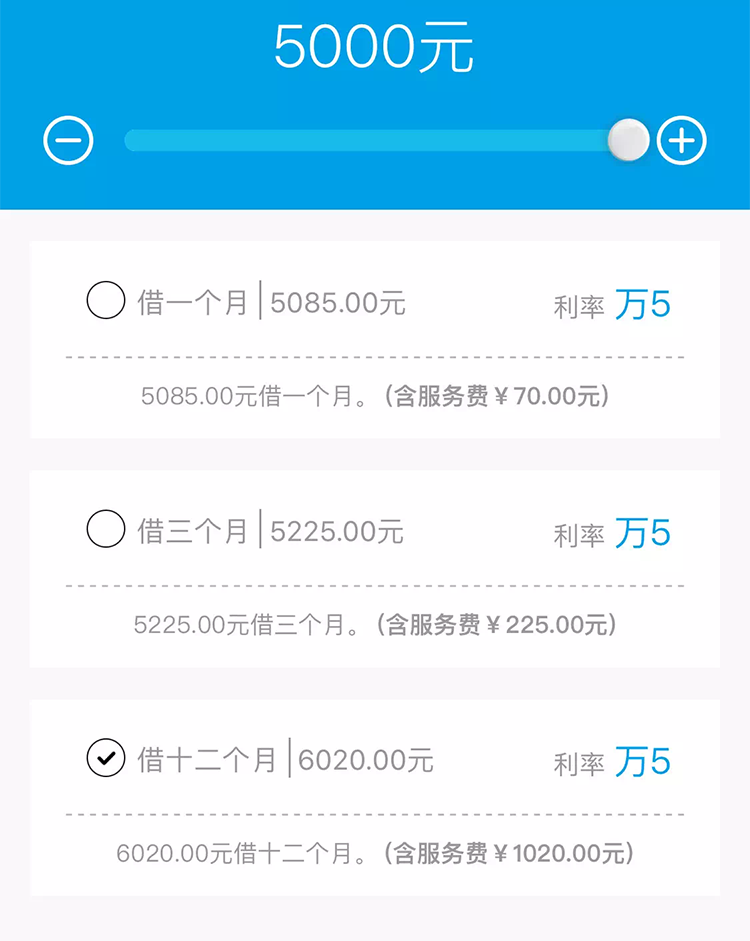 5000元
借一个月 5085.00元 利率 万5
5085.00元借一个月。(含服务费￥70.00元)
借三个月 5225.00元 利率 万5
5225.00元借三个月。(含服务费￥225.00元)
借十二个月 6020.00元 利率 万5
6020.00元借十二个月。(含服务费￥1020.00元)